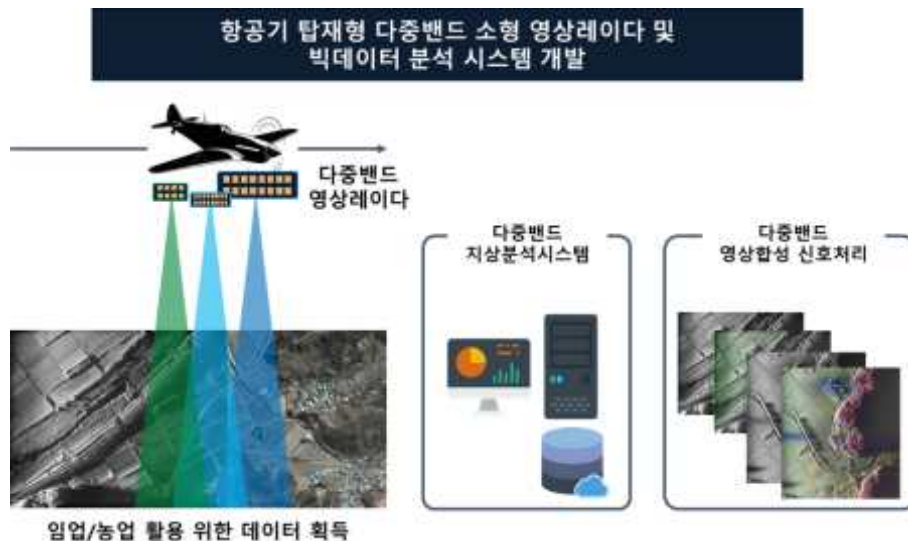 항공기 탑재형 다중밴드 소형 영상레이다 및
빅데이터 분석 시스템 개발
다중밴드
영상레이다
다중밴드
지상분석시스템
다중밴드
영상합성 신호처리
임업/농업 활용 위한 데이터 획득